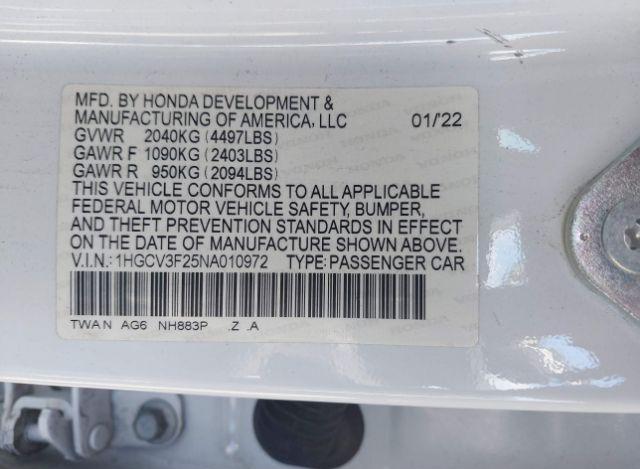 MFD. BY HONDA DEVELOPMENT &
MANUFACTURING OF AMERICA, LLC 01/22
GVWR 2040KG (4497LBS)
GAWR F 1090KG (2403LBS)
GAWR R 950KG (2094LBS)
THIS VEHICLE CONFORMS TO ALL APPLICABLE
FEDERAL MOTOR VEHICLE SAFETY, BUMPER,
AND THEFT PREVENTION STANDARDS IN EFFECT
ON THE DATE OF MANUFACTURE SHOWN ABOVE.
V.I.N.: 1HGCV3F25NA010972 TYPE: PASSENGER CAR
TWA N AG6 NH883P .Z .A